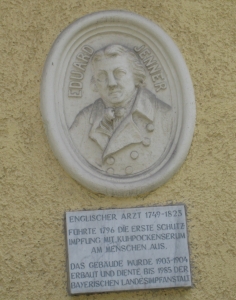 EDUARD JENNER
ENGLISCHER ARZT 1749-1823
FÜHRTE 1796 DIE ERSTE SCHUTZ
IMPFUNG MIT KUHPOCKENSERUM
AM MENSCHEN AUS.
DAS GEBÄUDE WURDE 1903-1904
ERBAUT UND DIENTE BIS 1985 DER
BAYERISCHEN LANDESIMPFANSTALT